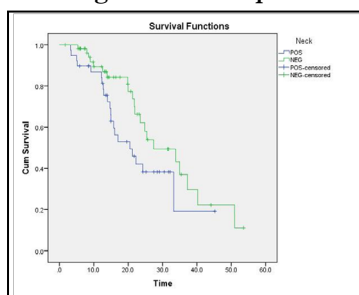 Survival Functions
Neck
POS
NEG
POS-censored
NEG-censored
Cum Survival
1.0
0.8
0.6
0.4
0.2
0.0
.0 10.0 20.0 30.0 40.0 50.0 60.0
Time